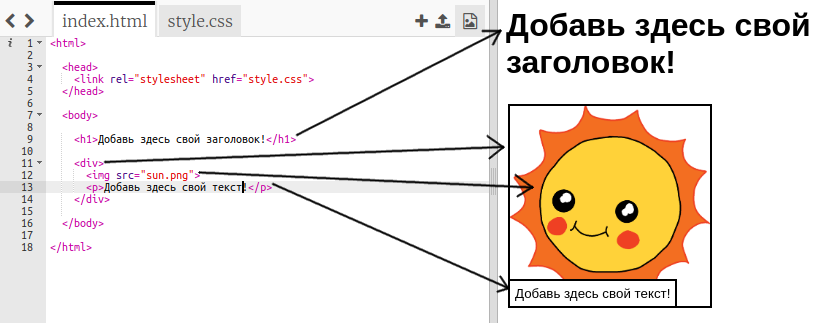 index.html
style.css
i 1 <html>
2
3 <head>
4 <link rel="stylesheet" href="style.css">
5 </head>
6
7 <body>
8
9 <h1>Добавь здесь свой заголовок!</h1>
10
11 <div>
12 <img src="sun.png">
13 <p>Добавь здесь свой текст!</p>
14 </div>
15
16 </body>
17
18 </html>
Добавь здесь свой
заголовок!
Добавь здесь свой текст!